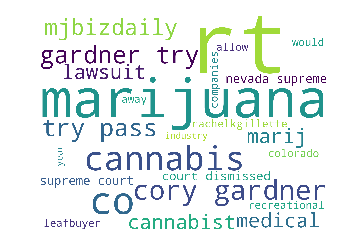 mjbizdaily
rt
gardner try
allow
would
lawsuit
away
companies
nevada supreme
marijuana
try pass
marij
rachelkgillette
industry
cannabis
year
colorado
supreme court
court dismissed
co
cory gardner
recreational
leafbuyer
cannabist
medical